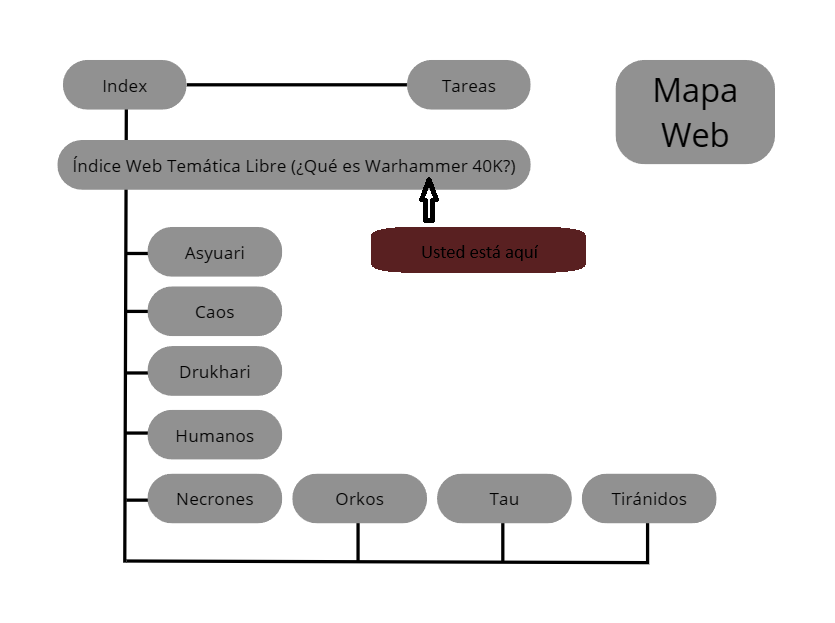 Index
Tareas
Mapa
Web
Índice Web Temática Libre (¿Qué es Warhammer 40K?)
Asyuari
Usted está aquí
Caos
Drukhari
Humanos
Necrones
Orkos
Tau
Tiránidos